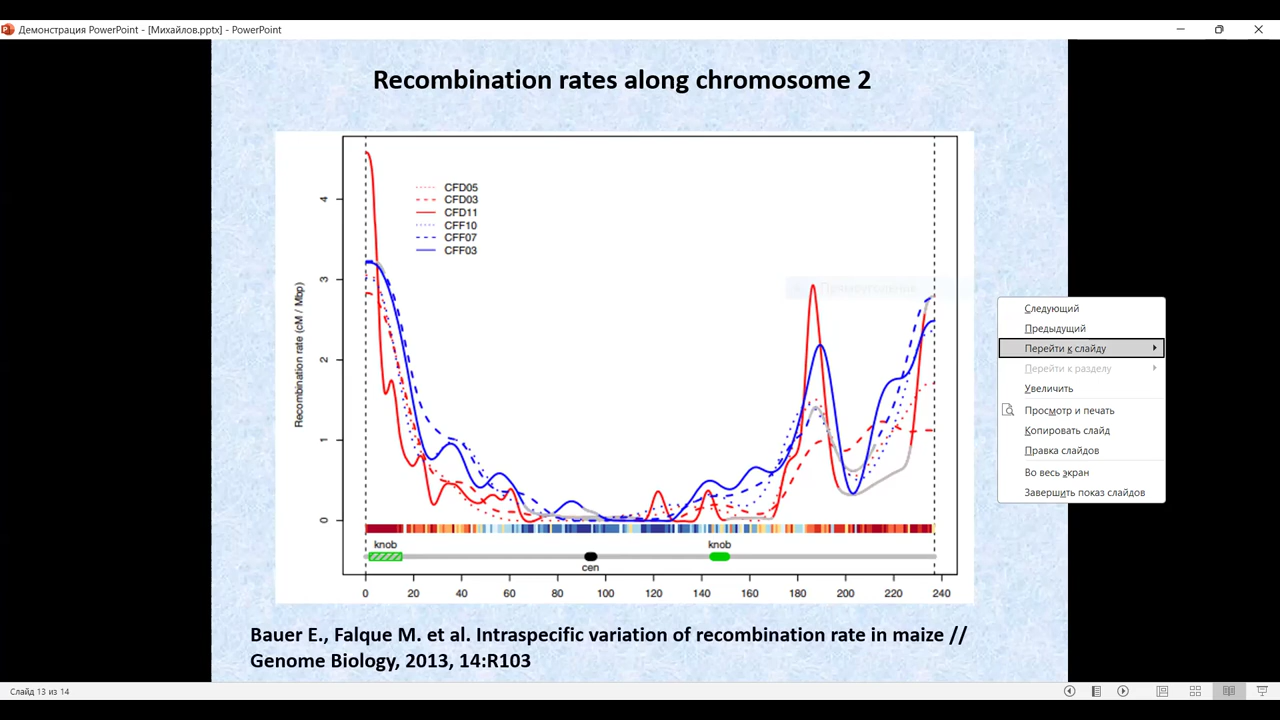 Демонстрация PowerPoint - [Михайлов.pptx] - PowerPoint
Recombination rates along chromosome 2
CFD05
CFD03
CFD11
CFF10
CFF07
CFF03
Recombination rate (cM / Mbp)
4
3
2
1
0
knob
knob
cen
0 20 40 60 80 100 120 140 160 180 200 220 240
Bauer E., Falque M. et al. Intraspecific variation of recombination rate in maize //
Genome Biology, 2013, 14:R103
Следующий
Предыдущий
Перейти к слайду
Перейти к разделу
Увеличить
Просмотр и печать
Копировать слайд
Правка слайдов
Во весь экран
Завершить показ слайдов
Слайд 13 из 14